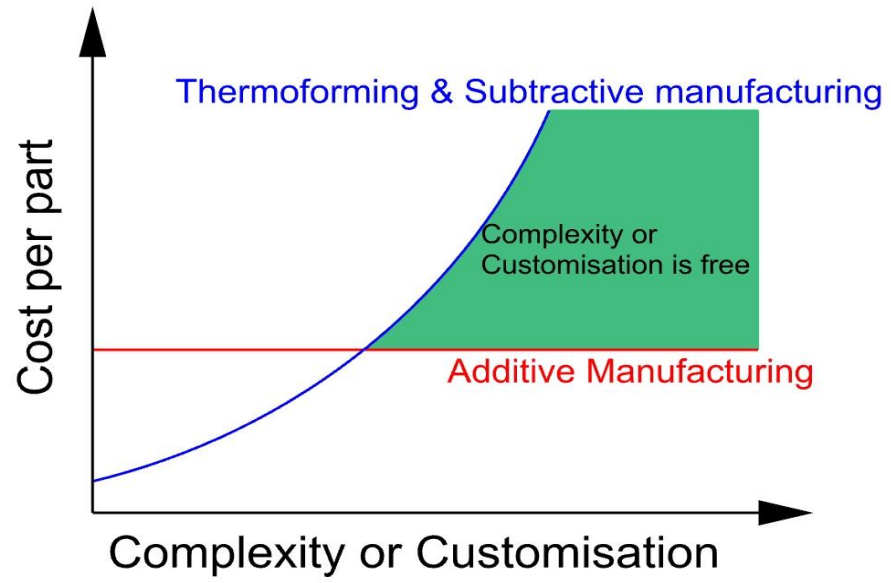 Thermoforming & Subtractive manufacturing
Cost per part
Complexity or
Customisation is free
Additive Manufacturing
Complexity or Customisation